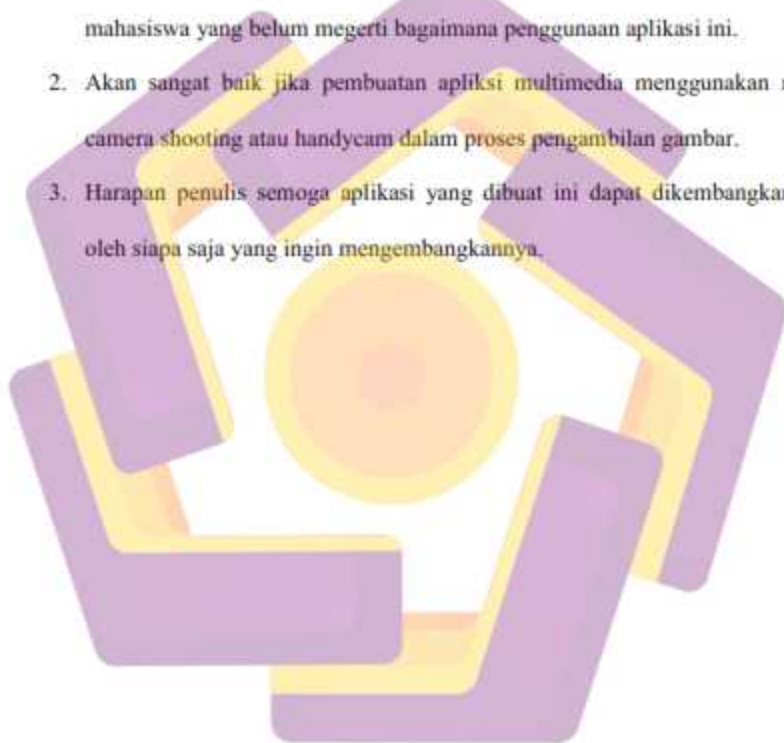 mahasiswa yang belum megerti bagaimana penggunaan aplikasi ini.
2. Akan sangat baik jika pembuatan apliksi multimedia menggunakan
camera shooting atau handycam dalam proses pengambilan gambar.
3. Harapan penulis semoga aplikasi yang dibuat ini dapat dikembangkan
oleh siapa saja yang ingin mengembangkannya.